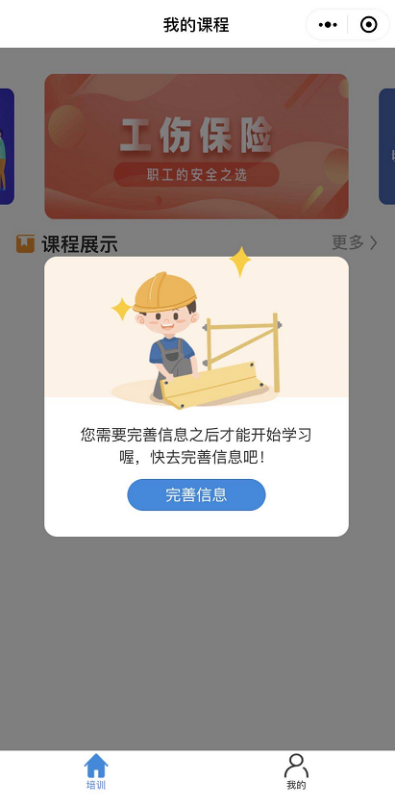 我的课程
工伤保险
职工的安全之选
课程展示
更多
您需要完善信息之后才能开始学习
喔，快去完善信息吧！
完善信息
培训
我的